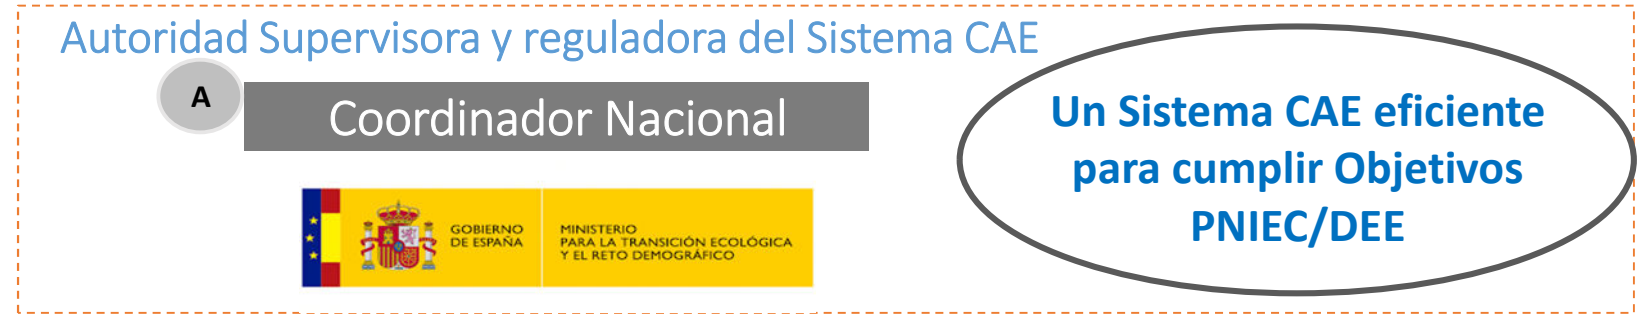 Autoridad Supervisora y reguladora del Sistema CAE
A
Coordinador Nacional
GOBIERNO
DE ESPAÑA
MINISTERIO
PARA LA TRANSICIÓN ECOLÓGICA
Y EL RETO DEMOGRÁFICO
Un Sistema CAE eficiente
para cumplir Objetivos
PNIEC/DEE